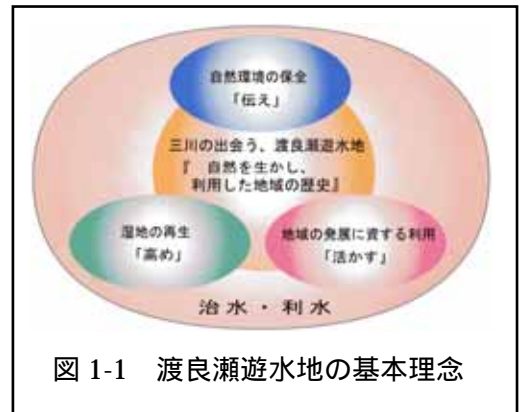 自然環境の保全
「伝え」
三川の出会う、渡良瀬遊水地
『 自然を生かし、
利用した地域の歴史』
湿地の再生
「高め」
地域の発展に資する利用
「活かす」
治水・利水
図 1-1 渡良瀬遊水地の基本理念